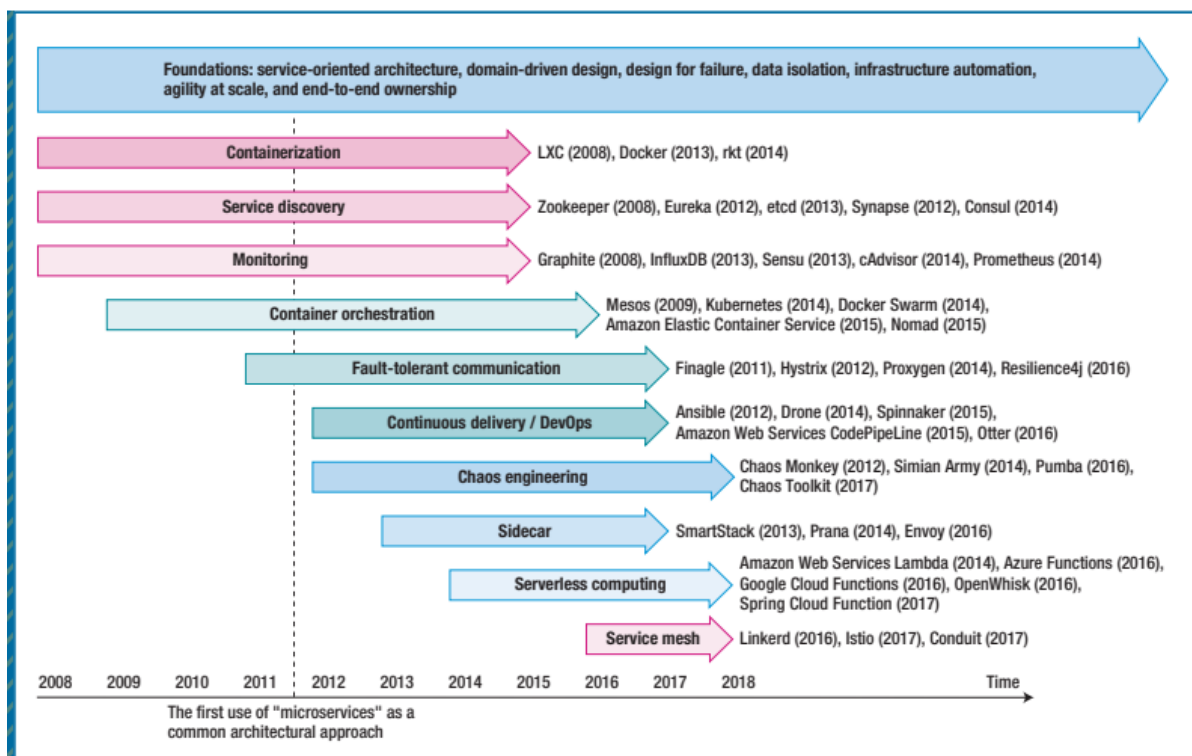 Foundations: service-oriented architecture, domain-driven design, design for failure, data isolation, infrastructure automation,
agility at scale, and end-to-end ownership
Containerization
LXC (2008), Docker (2013), rkt (2014)
Service discovery
Zookeeper (2008), Eureka (2012), etcd (2013), Synapse (2012), Consul (2014)
Monitoring
Graphite (2008), InfluxDB (2013), Sensu (2013), cAdvisor (2014), Prometheus (2014)
Container orchestration
Mesos (2009), Kubernetes (2014), Docker Swarm (2014),
Amazon Elastic Container Service (2015), Nomad (2015)
Fault-tolerant communication
Finagle (2011), Hystrix (2012), Proxygen (2014), Resilience4j (2016)
Continuous delivery / DevOps
Ansible (2012), Drone (2014), Spinnaker (2015),
Amazon Web Services CodePipeLine (2015), Otter (2016)
Chaos engineering
Chaos Monkey (2012), Simian Army (2014), Pumba (2016),
Chaos Toolkit (2017)
Sidecar
SmartStack (2013), Prana (2014), Envoy (2016)
Serverless computing
Amazon Web Services Lambda (2014), Azure Functions (2016),
Google Cloud Functions (2016), OpenWhisk (2016),
Spring Cloud Function (2017)
Service mesh
Linkerd (2016), Istio (2017), Conduit (2017)
2008 2009 2010 2011 2012 2013 2014 2015 2016 2017 2018 Time
The first use of "microservices" as a
common architectural approach